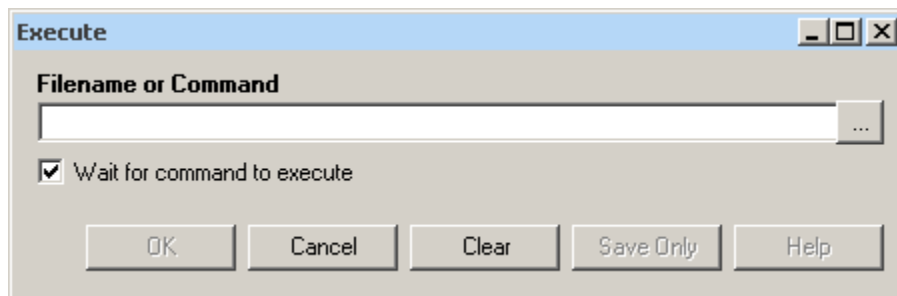 Execute
Filename or Command
...
Wait for command to execute
OK Cancel Clear Save Only Help